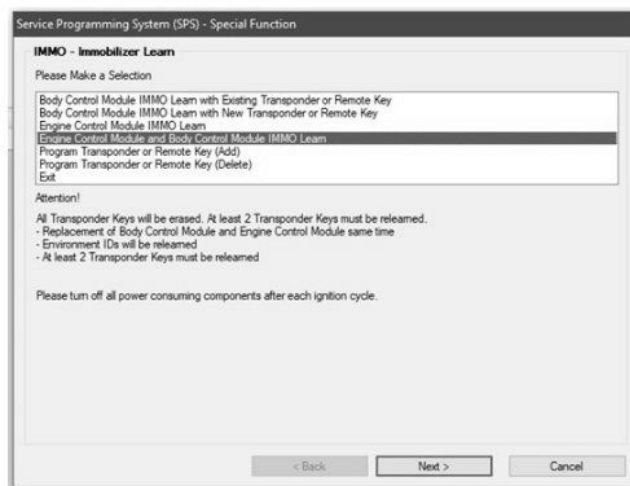 Service Programming System (SPS) - Special Function
IMMO - Immobilizer Learn
Please Make a Selection
Body Control Module IMMO Learn with Existing Transponder or Remote Key
Body Control Module IMMO Learn with New Transponder or Remote Key
Engine Control Module IMMO Learn
Engine Control Module and Body Control Module IMMO Learn
Program Transponder or Remote Key (Add)
Program Transponder or Remote Key (Delete)
Exit
Attention!
All Transponder Keys will be erased. At least 2 Transponder Keys must be relearned.
- Replacement of Body Control Module and Engine Control Module same time
- Environment IDs will be relearned
- At least 2 Transponder Keys must be relearned
Please turn off all power consuming components after each ignition cycle.
< Back
Next >
Cancel